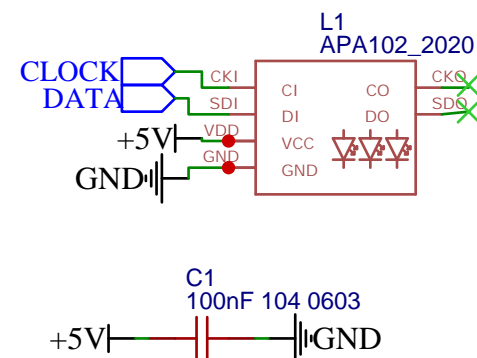 L1
APA102_2020
CLOCK CKI CI CO CKO
DATA SDI DI DO SDO
+5V VDD VCC
GND GND GND
C1
100nF 104 0603
+5V GND